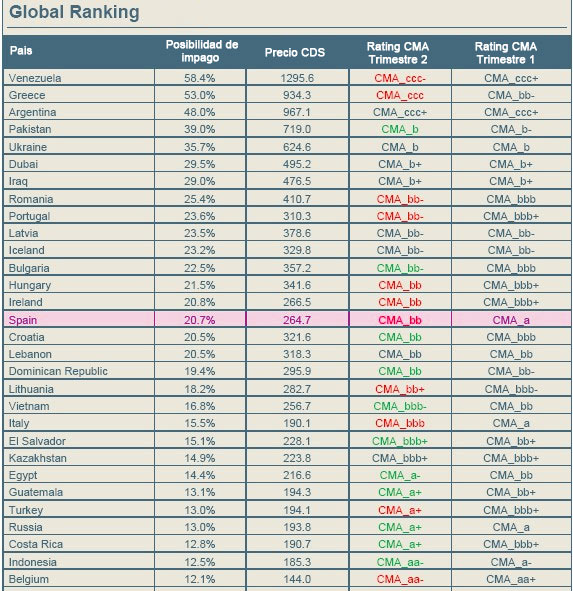 Global Ranking
Pais Posibilidad de impago Precio CDS Rating CMA Trimestre 2 Rating CMA Trimestre 1
Venezuela 58.4% 1295.6 CMA_ccc- CMA_ccc+
Greece 53.0% 934.3 CMA_ccc CMA_bb-
Argentina 48.0% 967.1 CMA_ccc+ CMA_ccc+
Pakistan 39.0% 719.0 CMA_b CMA_b-
Ukraine 35.7% 624.6 CMA_b CMA_b
Dubai 29.5% 495.2 CMA_b+ CMA_b+
Iraq 29.0% 476.5 CMA_b+ CMA_b+
Romania 25.4% 410.7 CMA_bb- CMA_bbb
Portugal 23.6% 310.3 CMA_bb- CMA_bbb+
Latvia 23.5% 378.6 CMA_bb- CMA_bb-
Iceland 23.2% 329.8 CMA_bb- CMA_bb-
Bulgaria 22.5% 357.2 CMA_bb- CMA_bbb
Hungary 21.5% 341.6 CMA_bb CMA_bbb+
Ireland 20.8% 266.5 CMA_bb CMA_bbb+
Spain 20.7% 264.7 CMA_bb CMA_a
Croatia 20.5% 321.6 CMA_bb CMA_bbb
Lebanon 20.5% 318.3 CMA_bb CMA_bb
Dominican Republic 19.4% 295.9 CMA_bb CMA_bb-
Lithuania 18.2% 282.7 CMA_bb+ CMA_bbb-
Vietnam 16.8% 256.7 CMA_bbb- CMA_bb
Italy 15.5% 190.1 CMA_bbb CMA_a
El Salvador 15.1% 228.1 CMA_bbb+ CMA_bb+
Kazakhstan 14.9% 223.8 CMA_bbb+ CMA_bbb+
Egypt 14.4% 216.6 CMA_a- CMA_bb
Guatemala 13.1% 194.3 CMA_a+ CMA_bb+
Turkey 13.0% 194.1 CMA_a+ CMA_bbb+
Russia 13.0% 193.8 CMA_a+ CMA_a
Costa Rica 12.8% 190.7 CMA_a+ CMA_bbb+
Indonesia 12.5% 185.3 CMA_aa- CMA_a-
Belgium 12.1% 144.0 CMA_aa- CMA_aa+